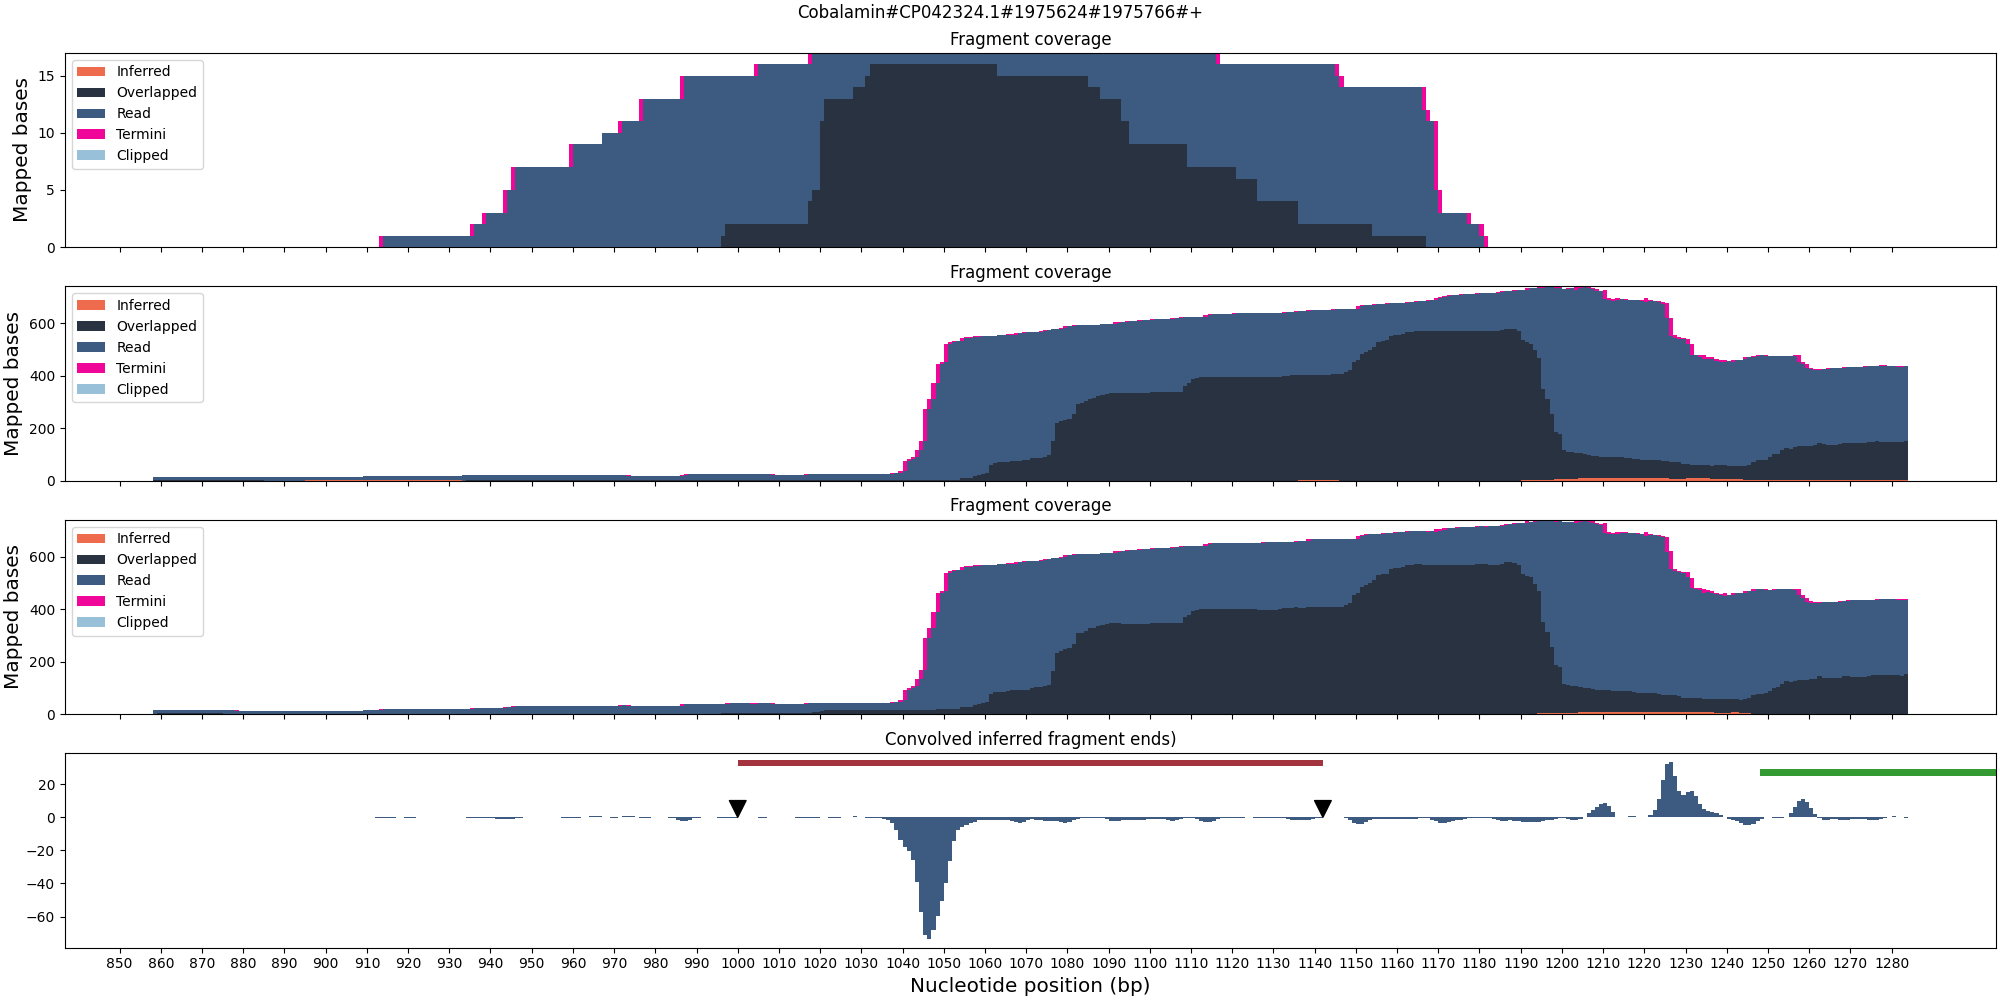 Cobalamin#CP042324.1#1975624#1975766#+
Fragment coverage
Mapped bases
15
10
5
0
Inferred
Overlapped
Read
Termini
Clipped
Fragment coverage
Mapped bases
600
400
200
0
Inferred
Overlapped
Read
Termini
Clipped
Fragment coverage
Mapped bases
600
400
200
0
Inferred
Overlapped
Read
Termini
Clipped
Convolved inferred fragment ends)
20
0
−20
−40
−60
850 860 870 880 890 900 910 920 930 940 950 960 970 980 990 1000 1010 1020 1030 1040 1050 1060 1070 1080 1090 1100 1110 1120 1130 1140 1150 1160 1170 1180 1190 1200 1210 1220 1230 1240 1250 1260 1270 1280
Nucleotide position (bp)